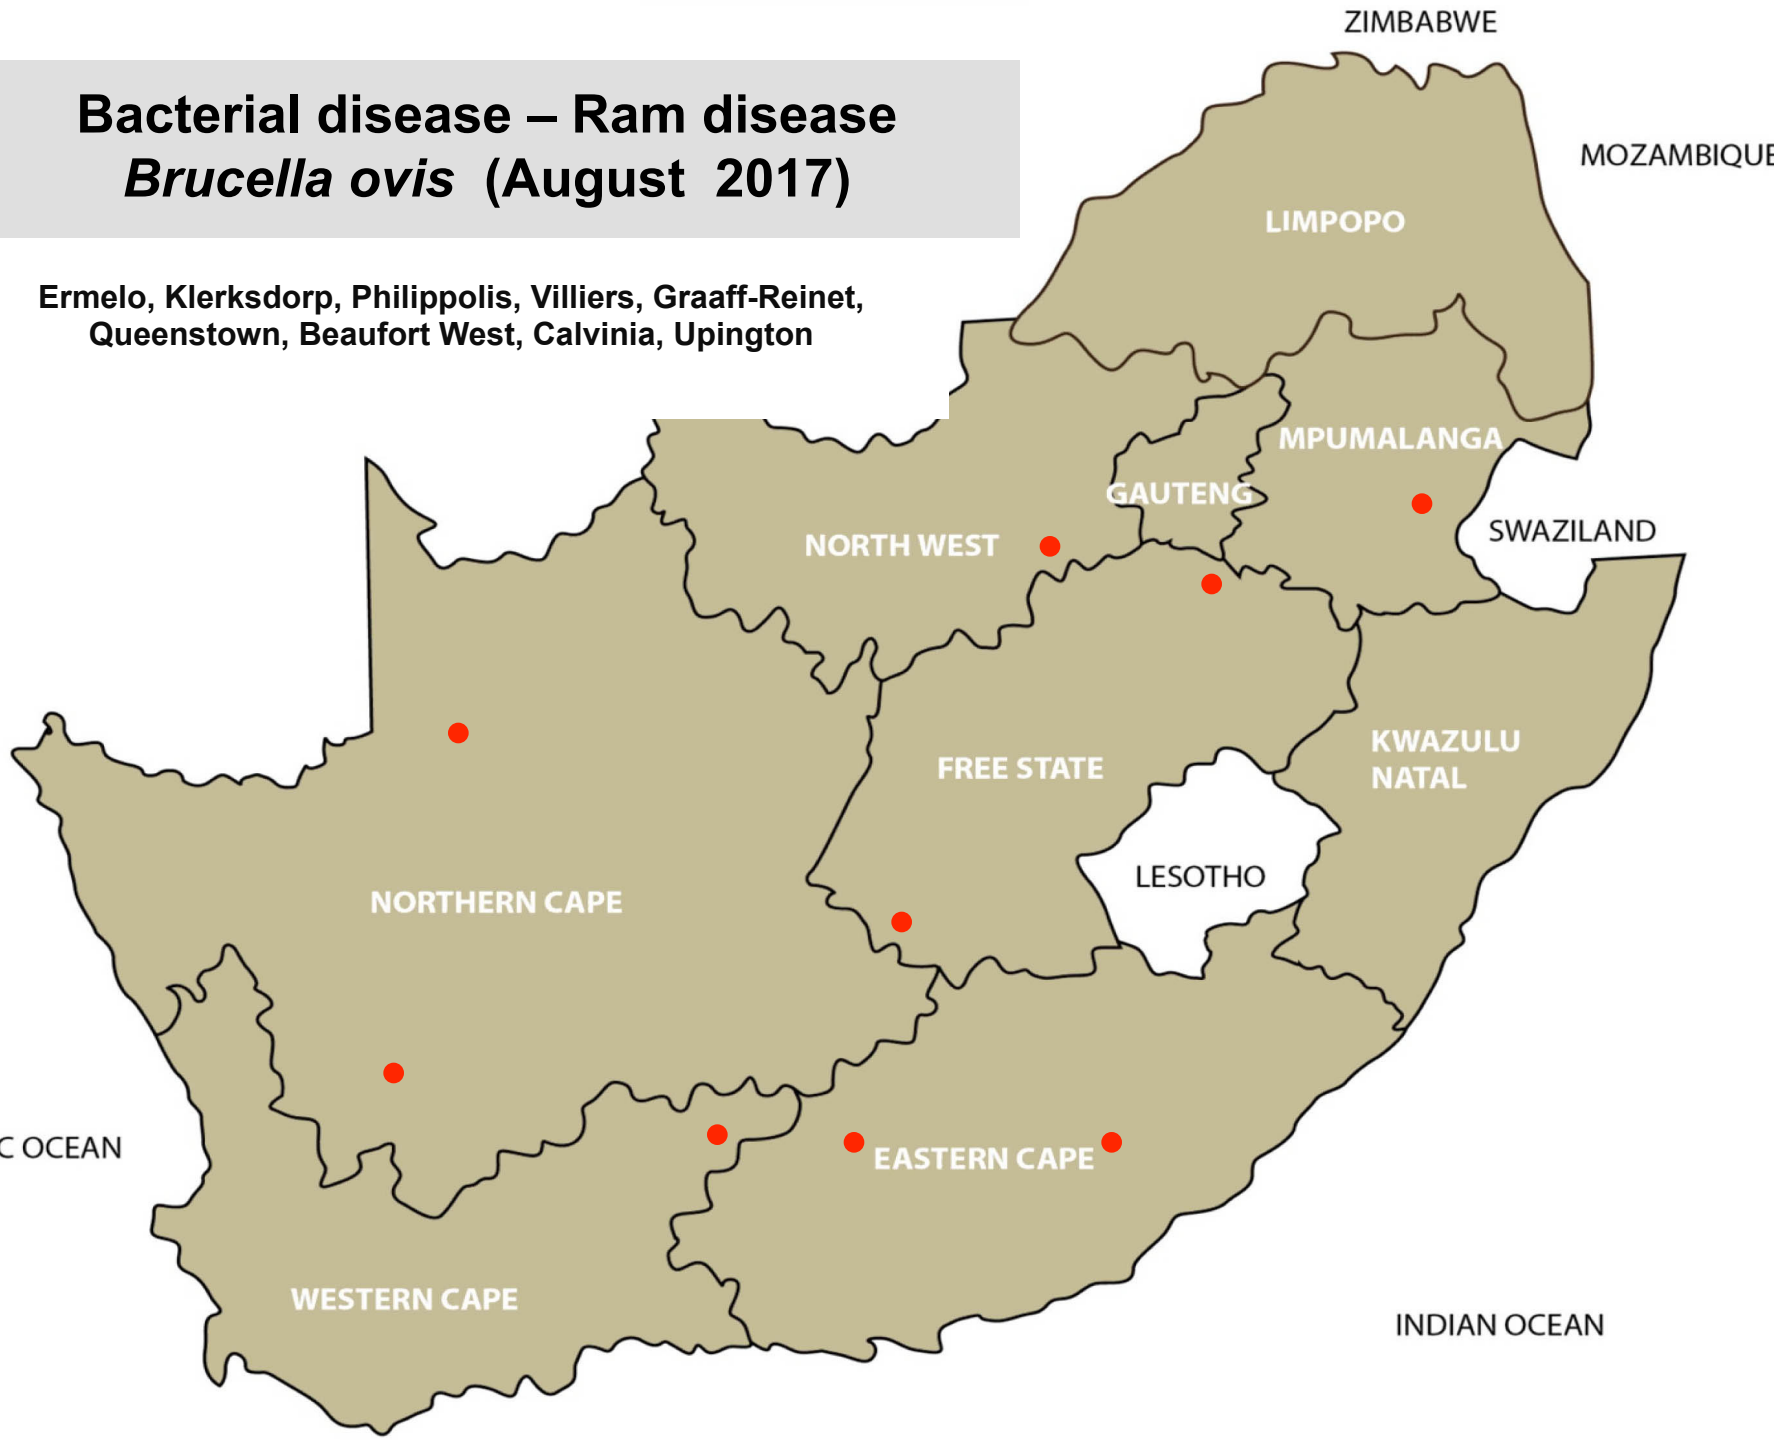 ZIMBABWE
Bacterial disease – Ram disease
Brucella ovis (August 2017)
MOZAMBIQUE
LIMPOPO
Ermelo, Klerksdorp, Philippolis, Villiers, Graaff-Reinet,
Queenstown, Beaufort West, Calvinia, Upington
MPUMALANGA
GAUTENG
SWAZILAND
NORTH WEST
KWAZULU
NATAL
FREE STATE
LESOTHO
NORTHERN CAPE
C OCEAN
EASTERN CAPE
WESTERN CAPE
INDIAN OCEAN